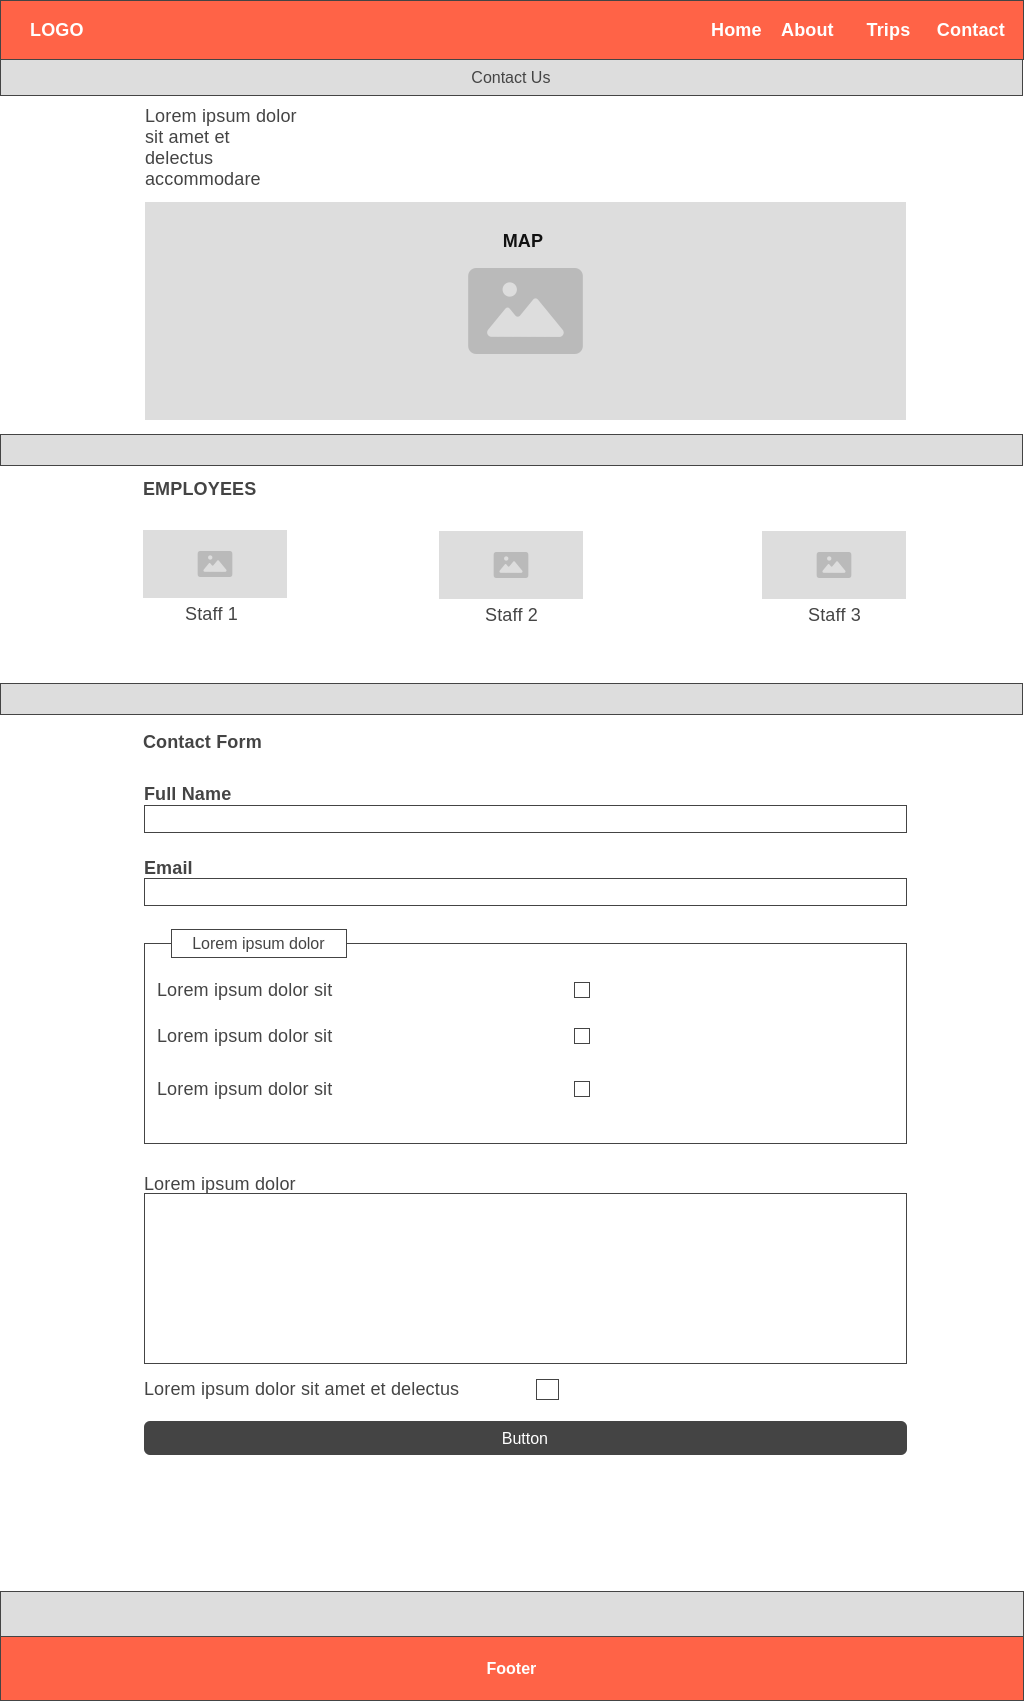 LOGO Home About Trips Contact
Contact Us
Lorem ipsum dolor
sit amet et
delectus
accommodare
MAP
EMPLOYEES
Staff 1 Staff 2 Staff 3
Contact Form
Full Name
Email
Lorem ipsum dolor
Lorem ipsum dolor sit
Lorem ipsum dolor sit
Lorem ipsum dolor sit
Lorem ipsum dolor
Lorem ipsum dolor sit amet et delectus
Button
Footer